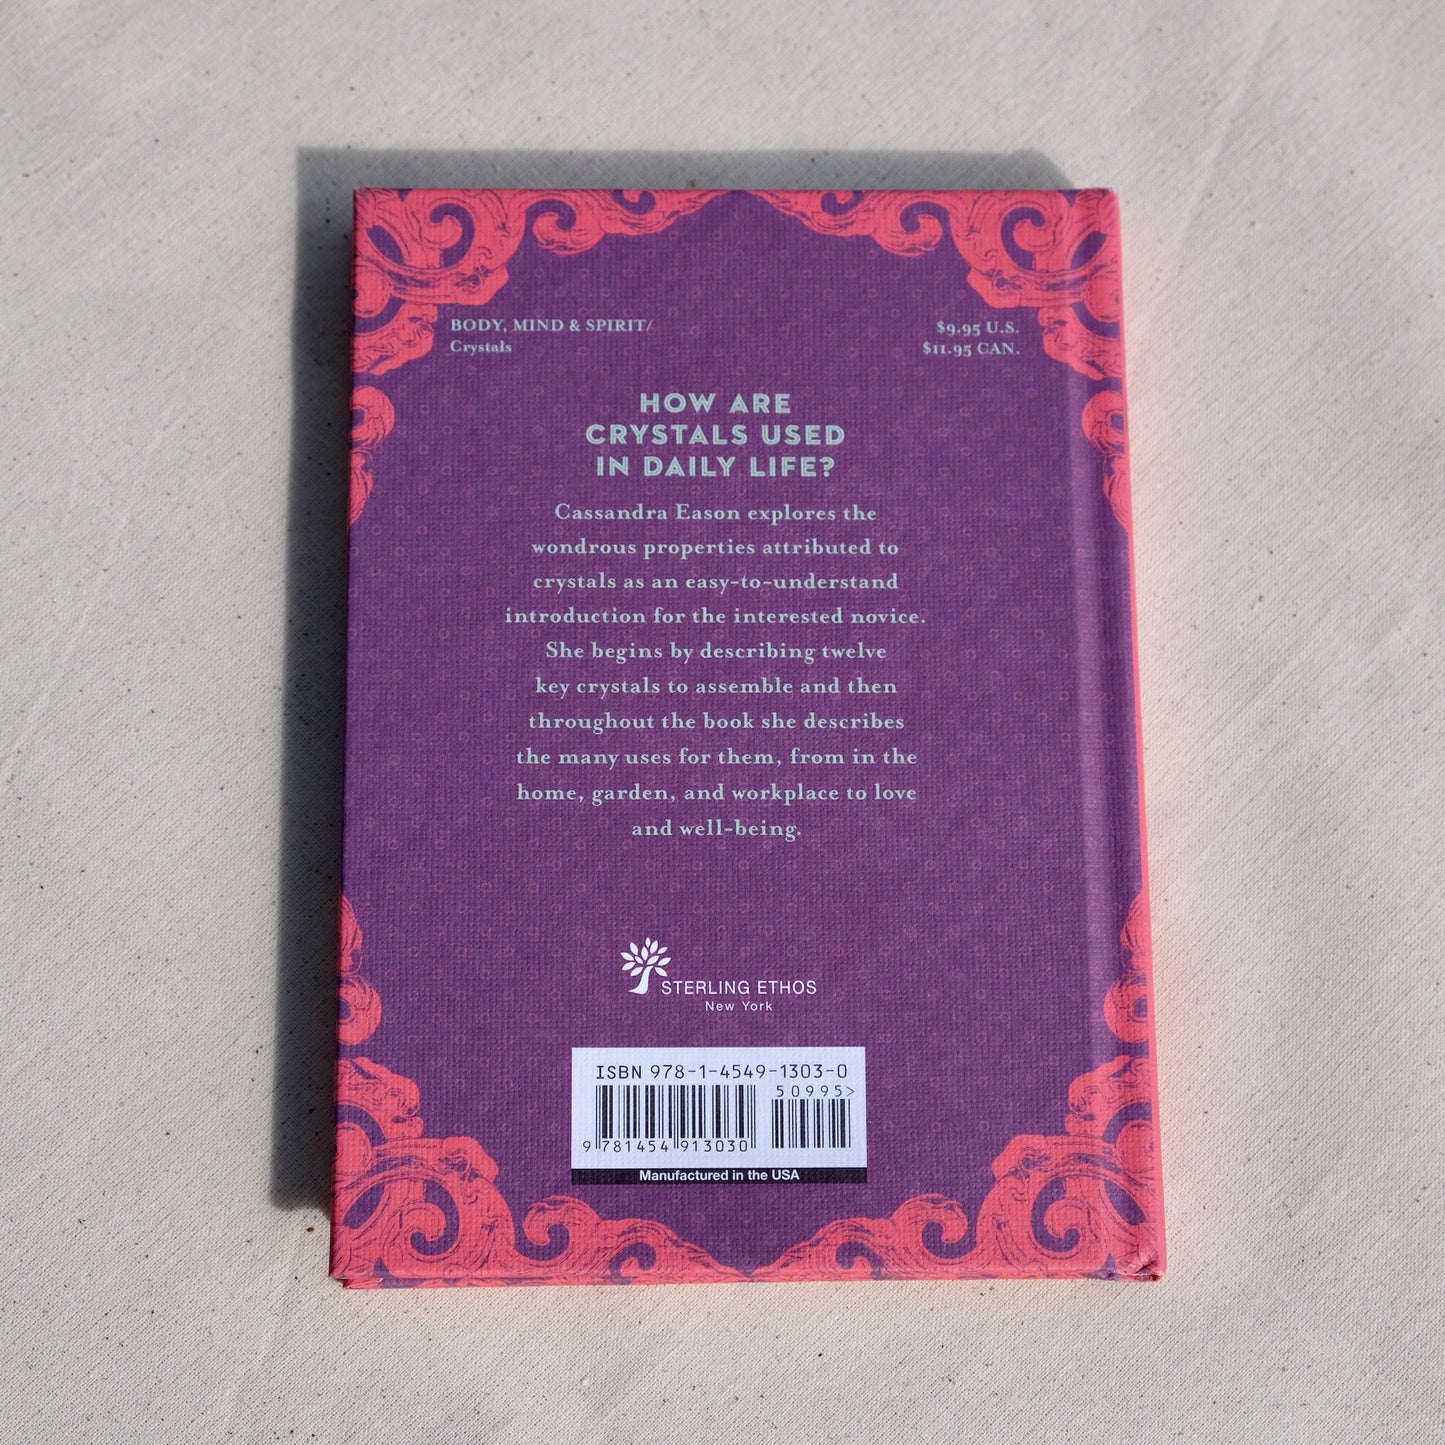 BODY, MIND & SPIRIT/
Crystals
$9.95 U.S.
$11.95 CAN.
HOW ARE
CRYSTALS USED
IN DAILY LIFE?
Cassandra Eason explores the
wondrous properties attributed to
crystals as an easy-to-understand
introduction for the interested novice.
She begins by describing twelve
key crystals to assemble and then
throughout the book she describes
the many uses for them, from in the
home, garden, and workplace to love
and well-being.
STERLING ETHOS
New York
ISBN 978-1-4549-1303-0
50995>
9 781454 913030
Manufactured in the USA